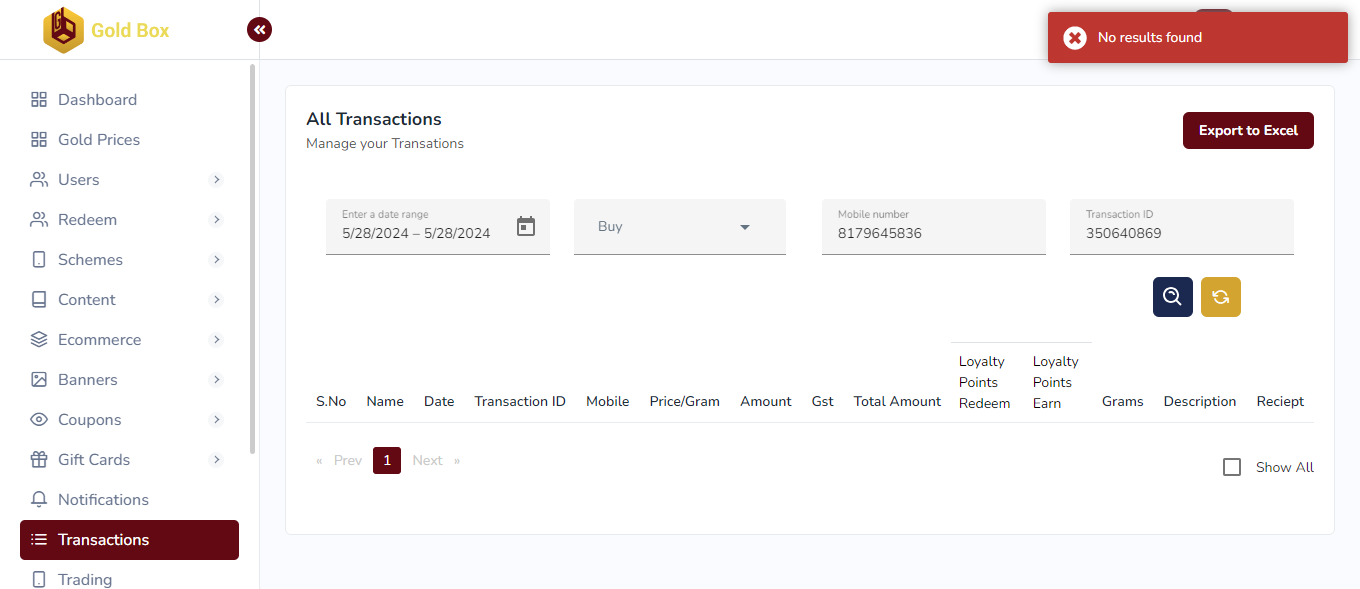 Gold Box
No results found
Dashboard
Gold Prices
Users
Redeem
Schemes
Content
Ecommerce
Banners
Coupons
Gift Cards
Notifications
Transactions
Trading
All Transactions
Manage your Transations
Export to Excel
Enter a date range
5/28/2024 – 5/28/2024
Buy
Mobile number
8179645836
Transaction ID
350640869
S.No Name Date Transaction ID Mobile Price/Gram Amount Gst Total Amount
Loyalty
Points
Redeem
Loyalty
Points
Earn
Grams Description Reciept
« Prev 1 Next »
Show All